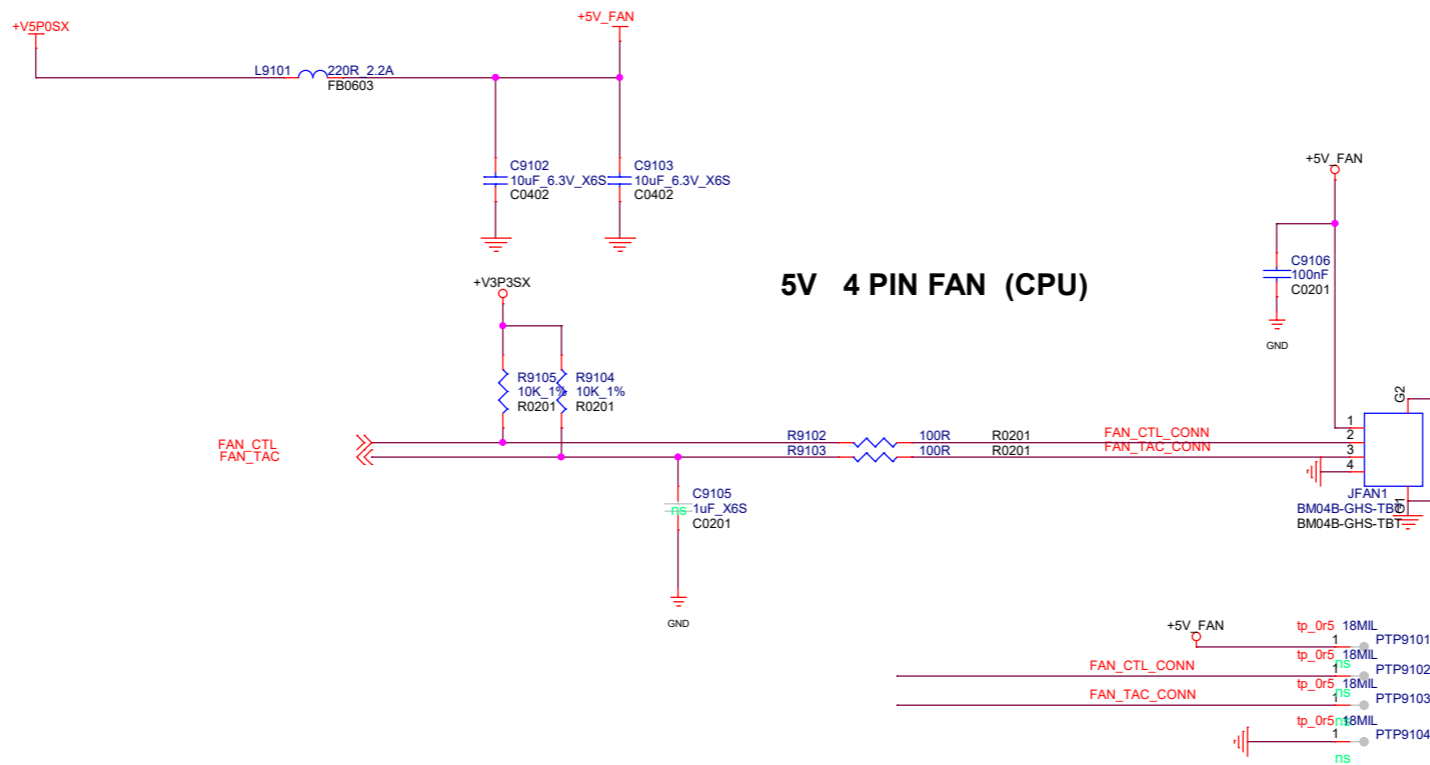 +V5P0SX
+5V_FAN
L9101 220R_2.2A
FB0603
C9102
10uF_6.3V_X6S
C0402
C9103
10uF_6.3V_X6S
C0402
+5V_FAN
C9106
100nF
C0201
GND
5V 4 PIN FAN (CPU)
+V3P3SX
R9105
10K_1%
R0201
R9104
10K_1%
R0201
FAN_CTL
FAN_TAC
R9102 100R R0201 FAN_CTL_CONN
R9103 100R R0201 FAN_TAC_CONN
C9105
1uF_X6S
ns
C0201
GND
G2
1
2
3
4
G1
JFAN1
BM04B-GHS-TBT
BM04B-GHS-TBT
+5V_FAN
tp_0r5 18MIL
1 PTP9101
ns
FAN_CTL_CONN
tp_0r5 18MIL
1 PTP9102
ns
FAN_TAC_CONN
tp_0r5 18MIL
1 PTP9103
ns
tp_0r5 18MIL
1 PTP9104
ns